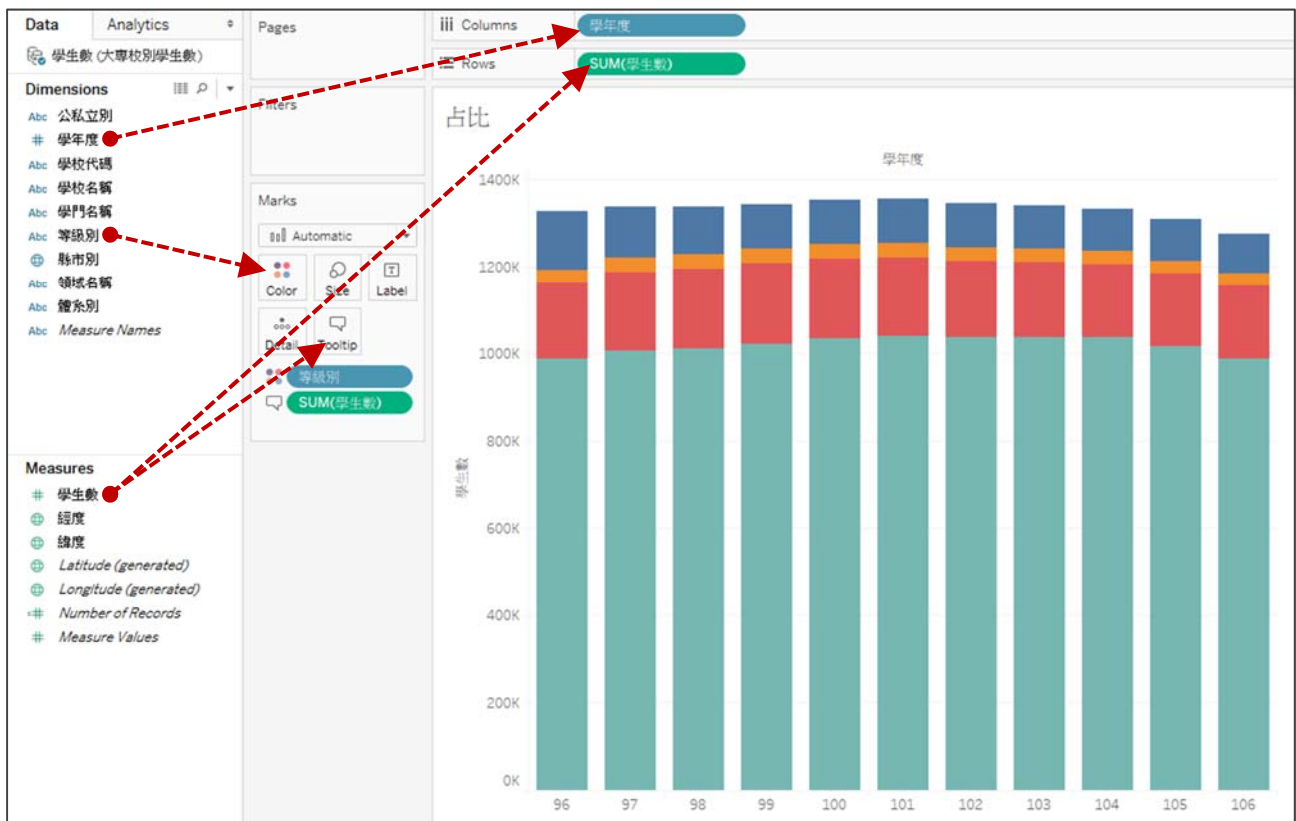 Data
Analytics
學生數 (大專校別學生數)
Dimensions
Abc 公私立別
# 學年度
Abc 學校代碼
Abc 學校名稱
Abc 學門名稱
Abc 等級別
縣市別
Abc 領域名稱
Abc 體系別
Abc Measure Names
Measures
# 學生數
經度
緯度
Latitude (generated)
Longitude (generated)
=# Number of Records
# Measure Values
Pages
Filters
Marks
Automatic
Color
Size
Label
Detail
Tooltip
等級別
SUM(學生數)
Columns
學年度
Rows
SUM(學生數)
占比
學年度
1400K
1200K
1000K
800K
600K
400K
200K
0K
學生數
96 97 98 99 100 101 102 103 104 105 106